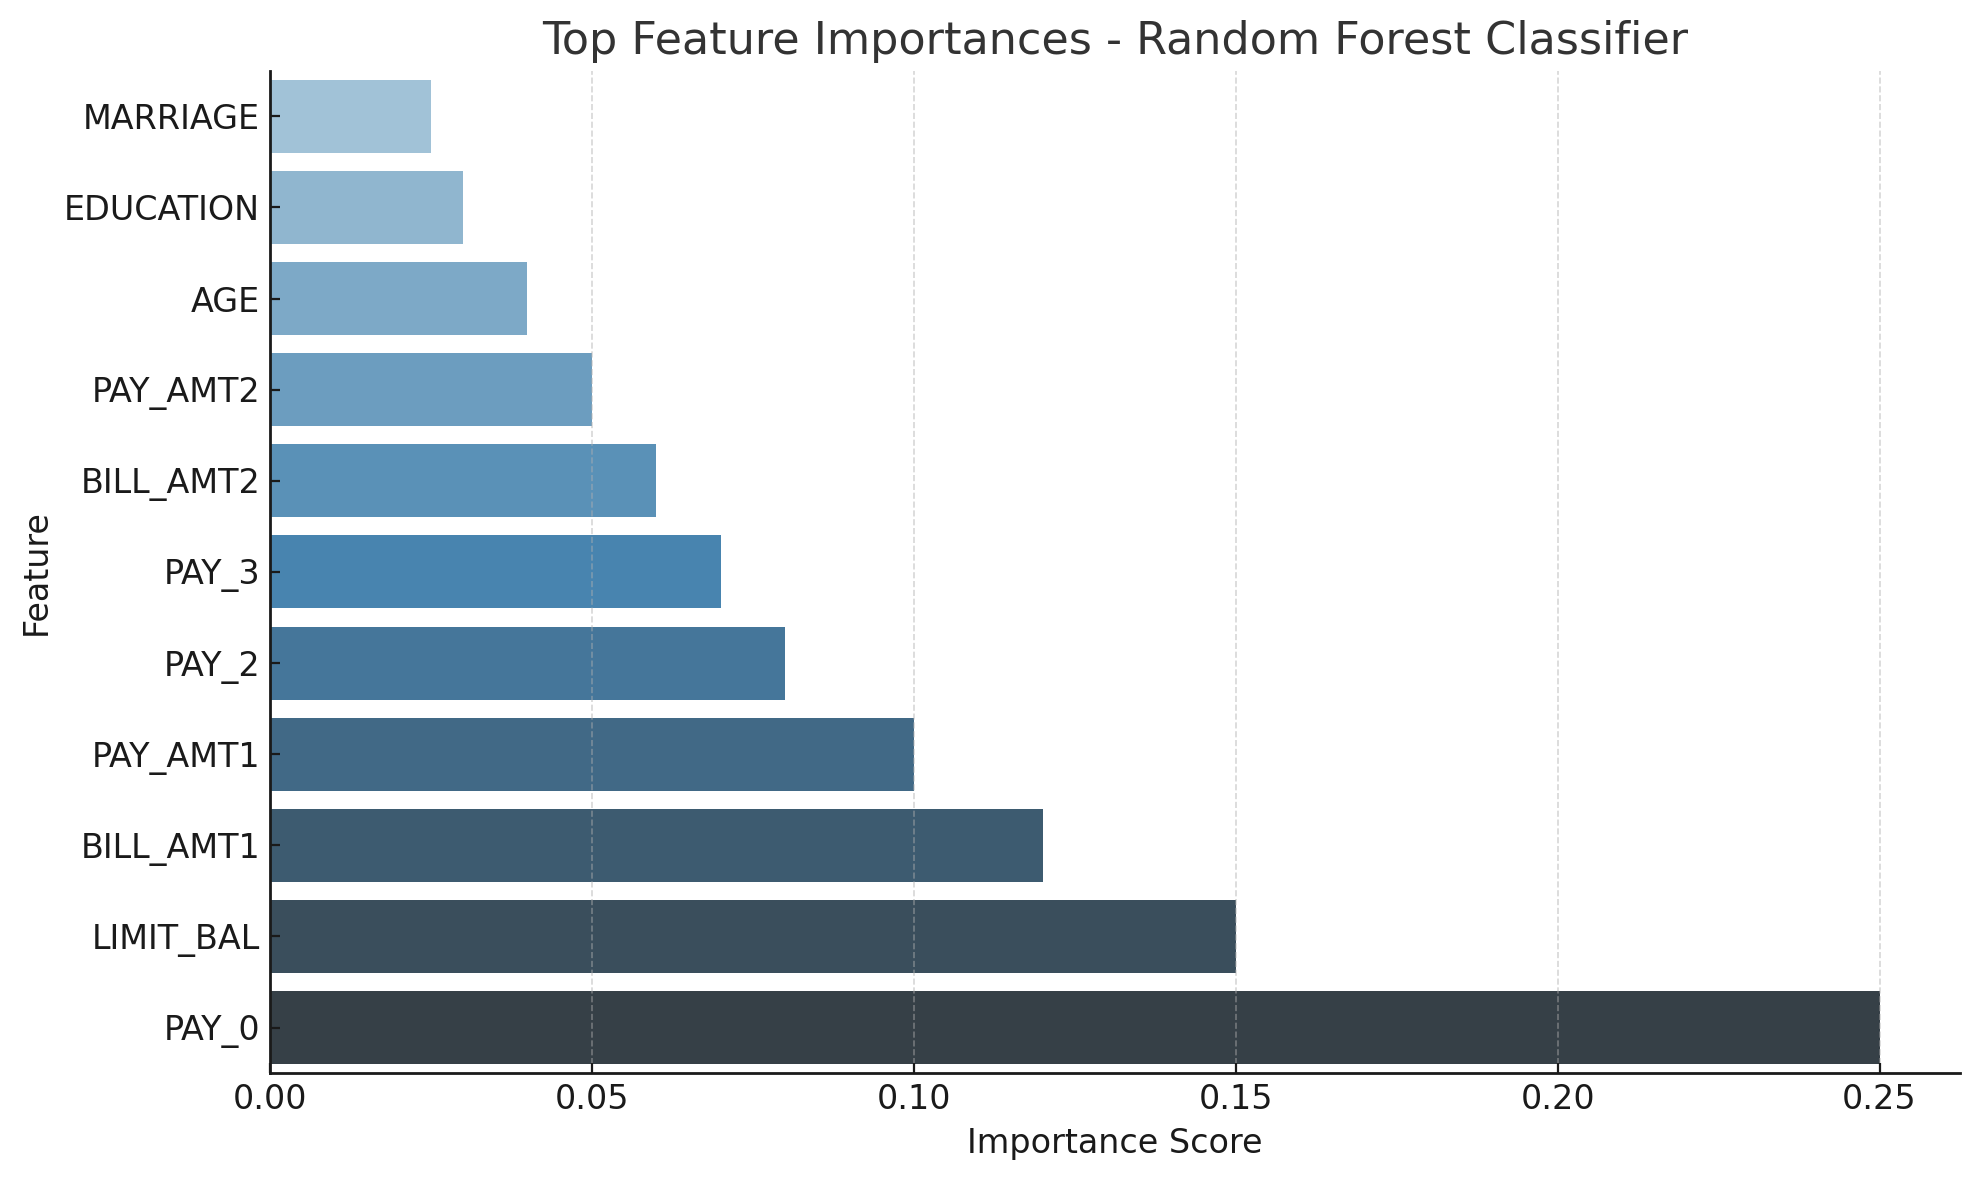 Top Feature Importances - Random Forest Classifier
MARRIAGE
EDUCATION
AGE
PAY_AMT2
BILL_AMT2
PAY_3
PAY_2
PAY_AMT1
BILL_AMT1
LIMIT_BAL
PAY_0
Feature
0.00 0.05 0.10 0.15 0.20 0.25
Importance Score